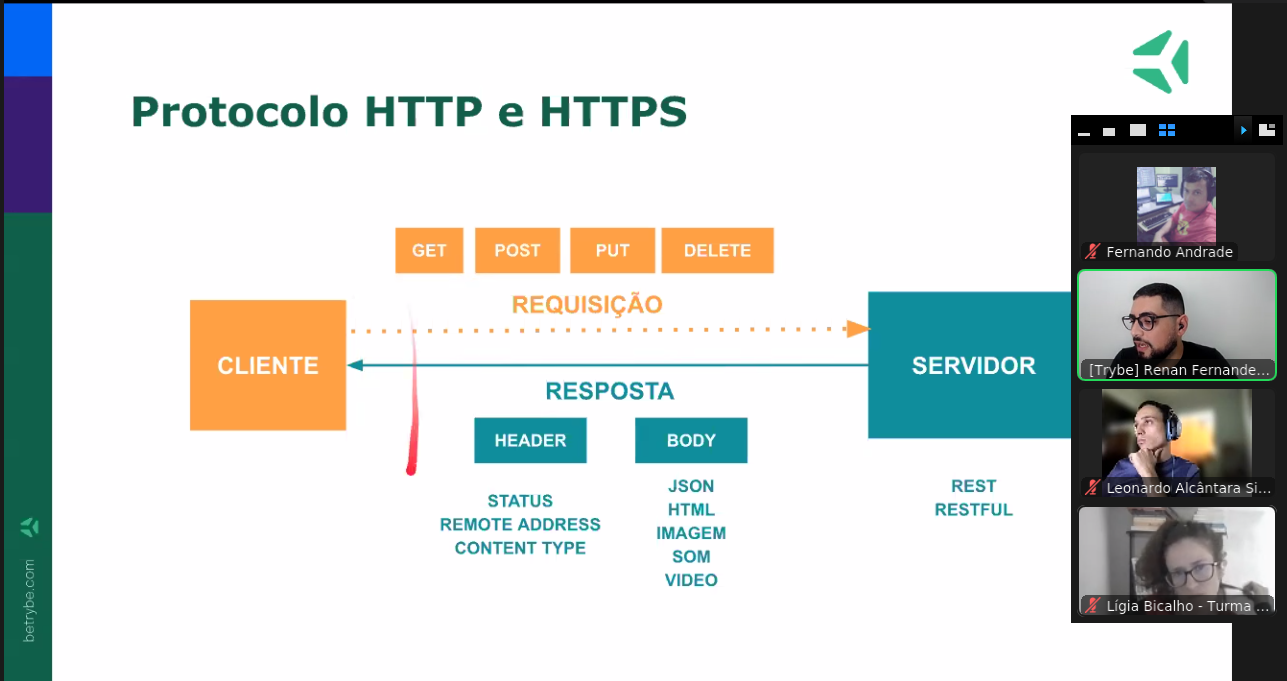 Protocolo HTTP e HTTPS
GET POST PUT DELETE
REQUISIÇÃO
CLIENTE
SERVIDOR
RESPOSTA
HEADER
BODY
STATUS
REMOTE ADDRESS
CONTENT TYPE
JSON
HTML
IMAGEM
SOM
VIDEO
REST
RESTFUL
betrybe.com
Fernando Andrade
[Trybe] Renan Fernande...
Leonardo Alcântara Si...
Lígia Bicalho - Turma ...